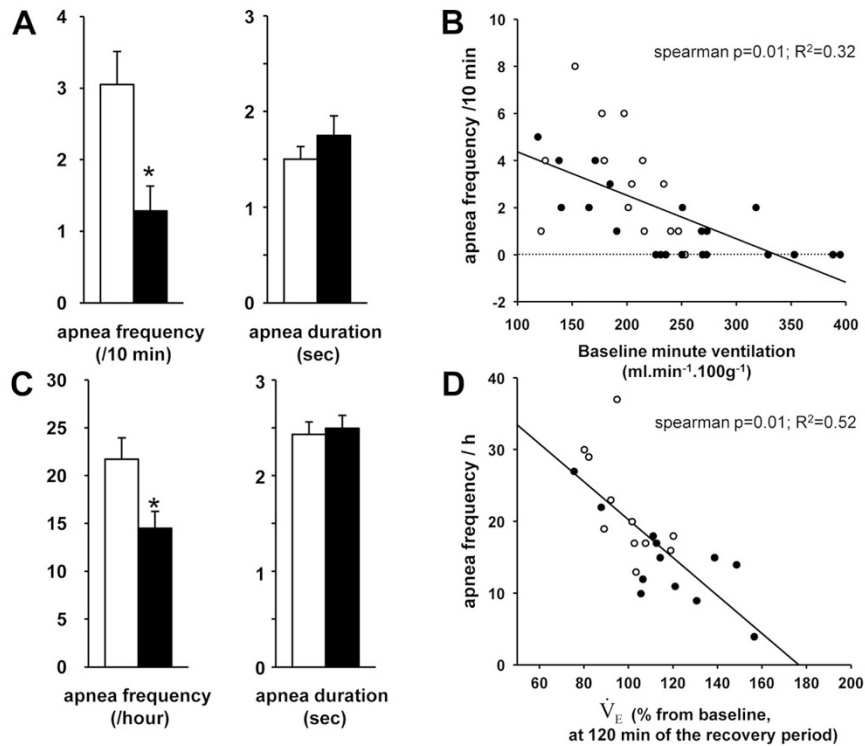 A
4
3
2
1
0
*
apnea frequency
(/10 min)
2
1.5
1
.5
0
apnea duration
(sec)
B
spearman p=0.01; R²=0.32
apnea frequency /10 min
10
8
6
4
2
0
-2
100 150 200 250 300 350 400
Baseline minute ventilation
(ml.min⁻¹.100g⁻¹)
C
25
20
15
10
5
0
*
apnea frequency
(/hour)
3
2
1
0
apnea duration
(sec)
D
spearman p=0.01; R²=0.52
apnea frequency / h
40
30
20
10
0
60 80 100 120 140 160 180 200
V̇E (% from baseline,
at 120 min of the recovery period)